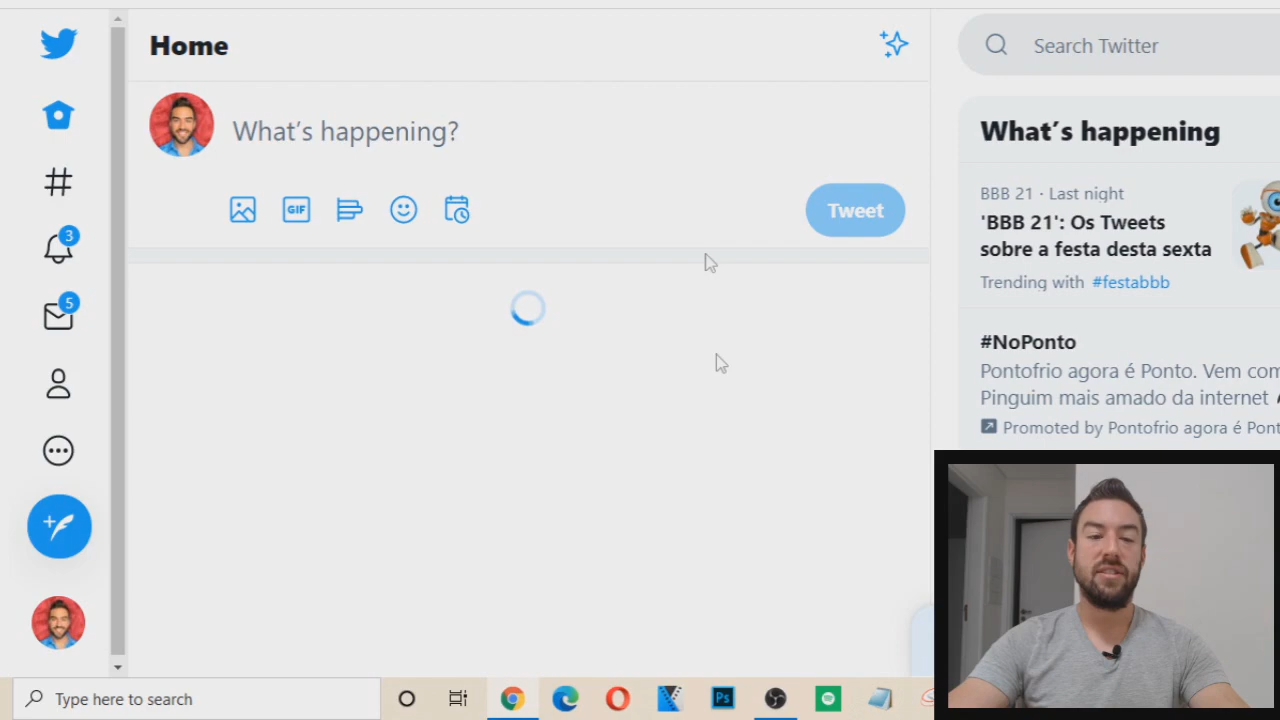 Home
What's happening?
GIF
Tweet
3
5
Search Twitter
What's happening
BBB 21 · Last night
'BBB 21': Os Tweets
sobre a festa desta sexta
Trending with #festabbb
#NoPonto
Pontofrio agora é Ponto. Vem com
Pinguim mais amado da internet
Promoted by Pontofrio agora é Pont
Type here to search
Ps